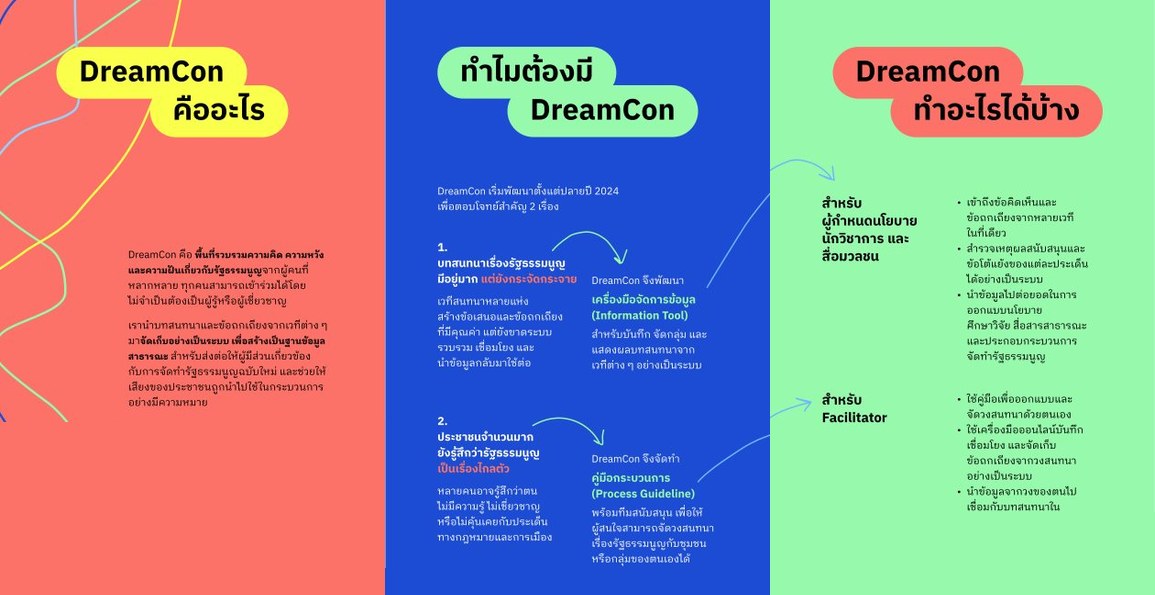 DreamCon
คืออะไร
DreamCon คือ พื้นที่รวบรวมความคิด ความหวัง
และความฝันเกี่ยวกับรัฐธรรมนูญจากผู้คนที่
หลากหลาย ทุกคนสามารถเข้าร่วมได้โดย
ไม่จำเป็นต้องเป็นผู้รู้หรือผู้เชี่ยวชาญ
เรานำบทสนทนาและข้อถกเถียงจากเวทีต่าง ๆ
มาจัดเก็บอย่างเป็นระบบ เพื่อสร้างเป็นฐานข้อมูล
สาธารณะ สำหรับส่งต่อให้ผู้มีส่วนเกี่ยวข้อง
กับการจัดทำรัฐธรรมนูญฉบับใหม่ และช่วยให้
เสียงของประชาชนถูกนำไปใช้ในกระบวนการ
อย่างมีความหมาย
ทำไมต้องมี
DreamCon
DreamCon เริ่มพัฒนาตั้งแต่ปลายปี 2024
เพื่อตอบโจทย์สำคัญ 2 เรื่อง
1.
บทสนทนาเรื่องรัฐธรรมนูญ
มีอยู่มาก แต่ยังกระจัดกระจาย
เวทีสนทนาหลายแห่ง
สร้างข้อเสนอและข้อถกเถียง
ที่มีคุณค่า แต่ยังขาดระบบ
รวบรวม เชื่อมโยง และ
นำข้อมูลกลับมาใช้ต่อ
DreamCon จึงพัฒนา
เครื่องมือจัดการข้อมูล
(Information Tool)
สำหรับบันทึก จัดกลุ่ม และ
แสดงผลบทสนทนาจาก
เวทีต่าง ๆ อย่างเป็นระบบ
2.
ประชาชนจำนวนมาก
ยังรู้สึกว่ารัฐธรรมนูญ
เป็นเรื่องไกลตัว
หลายคนอาจรู้สึกว่าตน
ไม่มีความรู้ ไม่เชี่ยวชาญ
หรือไม่คุ้นเคยกับประเด็น
ทางกฎหมายและการเมือง
DreamCon จึงจัดทำ
คู่มือกระบวนการ
(Process Guideline)
พร้อมทีมสนับสนุน เพื่อให้
ผู้สนใจสามารถจัดวงสนทนา
เรื่องรัฐธรรมนูญกับชุมชน
หรือกลุ่มของตนเองได้
DreamCon
ทำอะไรได้บ้าง
สำหรับ
ผู้กำหนดนโยบาย
นักวิชาการ และ
สื่อมวลชน
• เข้าถึงข้อคิดเห็นและ
ข้อถกเถียงจากหลายเวที
ในที่เดียว
• สำรวจเหตุผลสนับสนุนและ
ข้อโต้แย้งของแต่ละประเด็น
ได้อย่างเป็นระบบ
• นำข้อมูลไปต่อยอดในการ
ออกแบบนโยบาย
ศึกษาวิจัย สื่อสารสาธารณะ
และประกอบกระบวนการ
จัดทำรัฐธรรมนูญ
สำหรับ
Facilitator
• ใช้คู่มือเพื่อออกแบบและ
จัดวงสนทนาด้วยตนเอง
• ใช้เครื่องมือออนไลน์บันทึก
เชื่อมโยง และจัดเก็บ
ข้อถกเถียงจากวงสนทนา
อย่างเป็นระบบ
• นำข้อมูลจากวงของตนไป
เชื่อมกับบทสนทนาใน